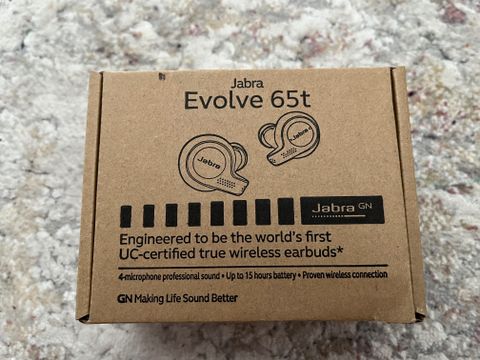 Jabra
Evolve 65t
Jabra
Jabra
Jabra GN
Engineered to be the world's first
UC-certified true wireless earbuds*
4-microphone professional sound • Up to 15 hours battery • Proven wireless connection
GN Making Life Sound Better